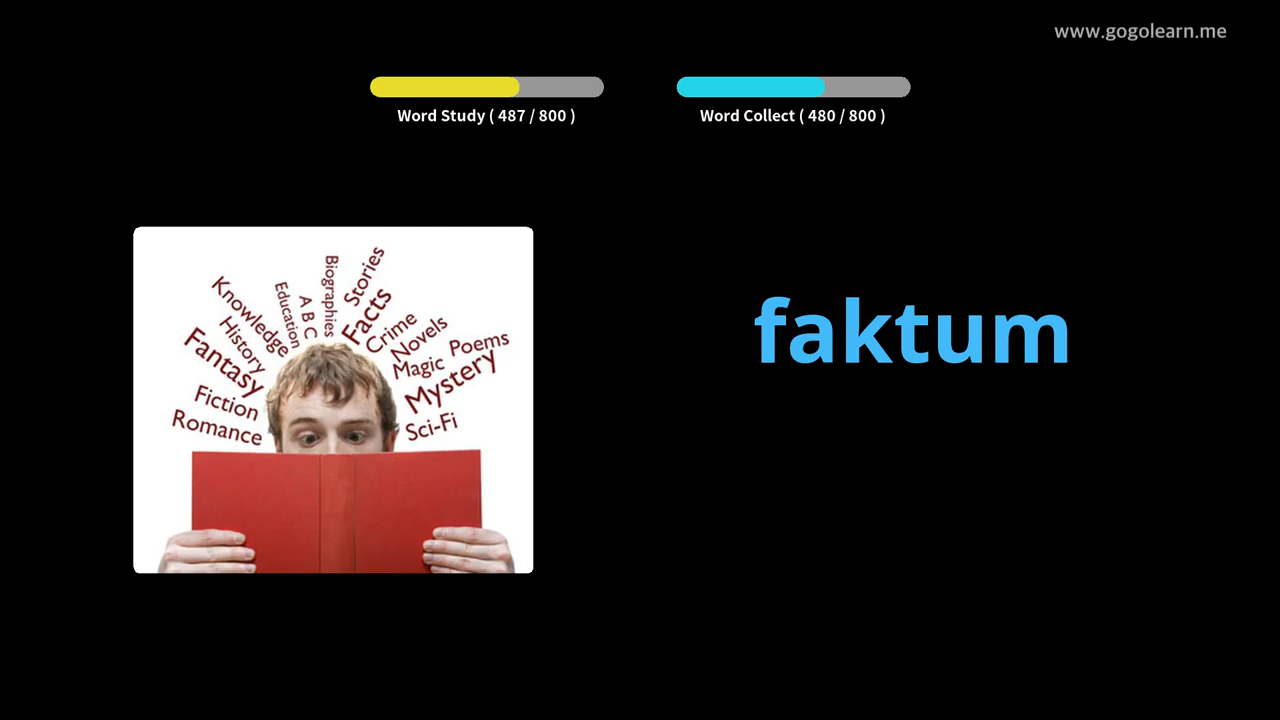 www.gogolearn.me
Word Study ( 487 / 800 )
Word Collect ( 480 / 800 )
faktum
Romance
Fiction
Fantasy
History
Knowledge
Education
A B C
Biographies
Stories
Facts
Crime
Novels
Magic
Poems
Mystery
Sci-Fi